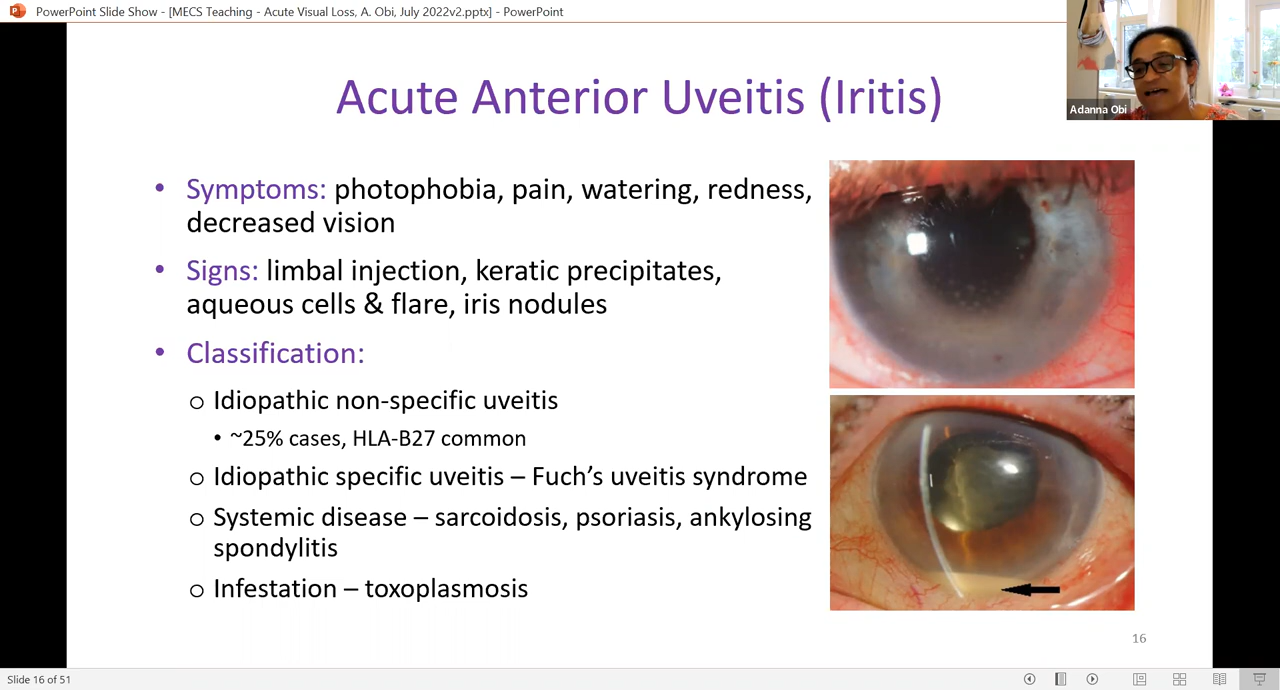 PowerPoint Slide Show - [MECS Teaching - Acute Visual Loss, A. Obi, July 2022v2.pptx] - PowerPoint
Adanna Obi
Acute Anterior Uveitis (Iritis)
• Symptoms: photophobia, pain, watering, redness,
decreased vision
• Signs: limbal injection, keratic precipitates,
aqueous cells & flare, iris nodules
• Classification:
o Idiopathic non-specific uveitis
• ~25% cases, HLA-B27 common
o Idiopathic specific uveitis – Fuch’s uveitis syndrome
o Systemic disease – sarcoidosis, psoriasis, ankylosing
spondylitis
o Infestation – toxoplasmosis
16
Slide 16 of 51